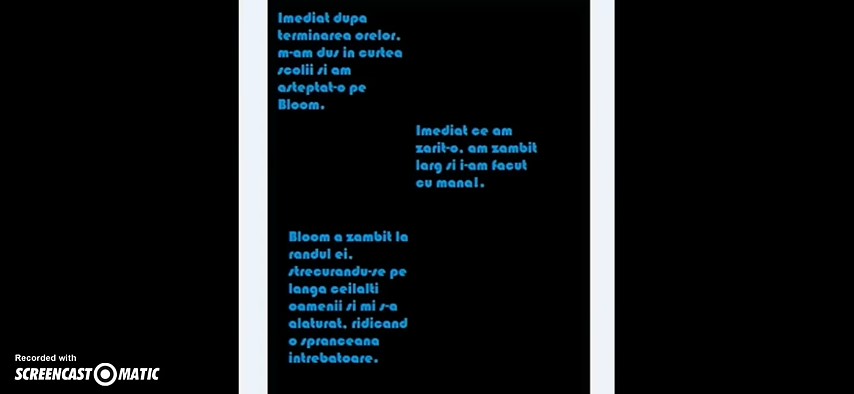 Imediat dupa
terminarea orelor,
m-am dus in curtea
scolii si am
asteptat-o pe
Bloom.
Imediat ce am
zarit-o, am zambit
larg si i-am facut
cu mana!.
Bloom a zambit la
randul ei,
strecurandu-se pe
langa ceilalti
oamenii si mi s-a
alaturat, ridicand
o spranceana
intrebatoare.
Recorded with
SCREENCAST-O-MATIC